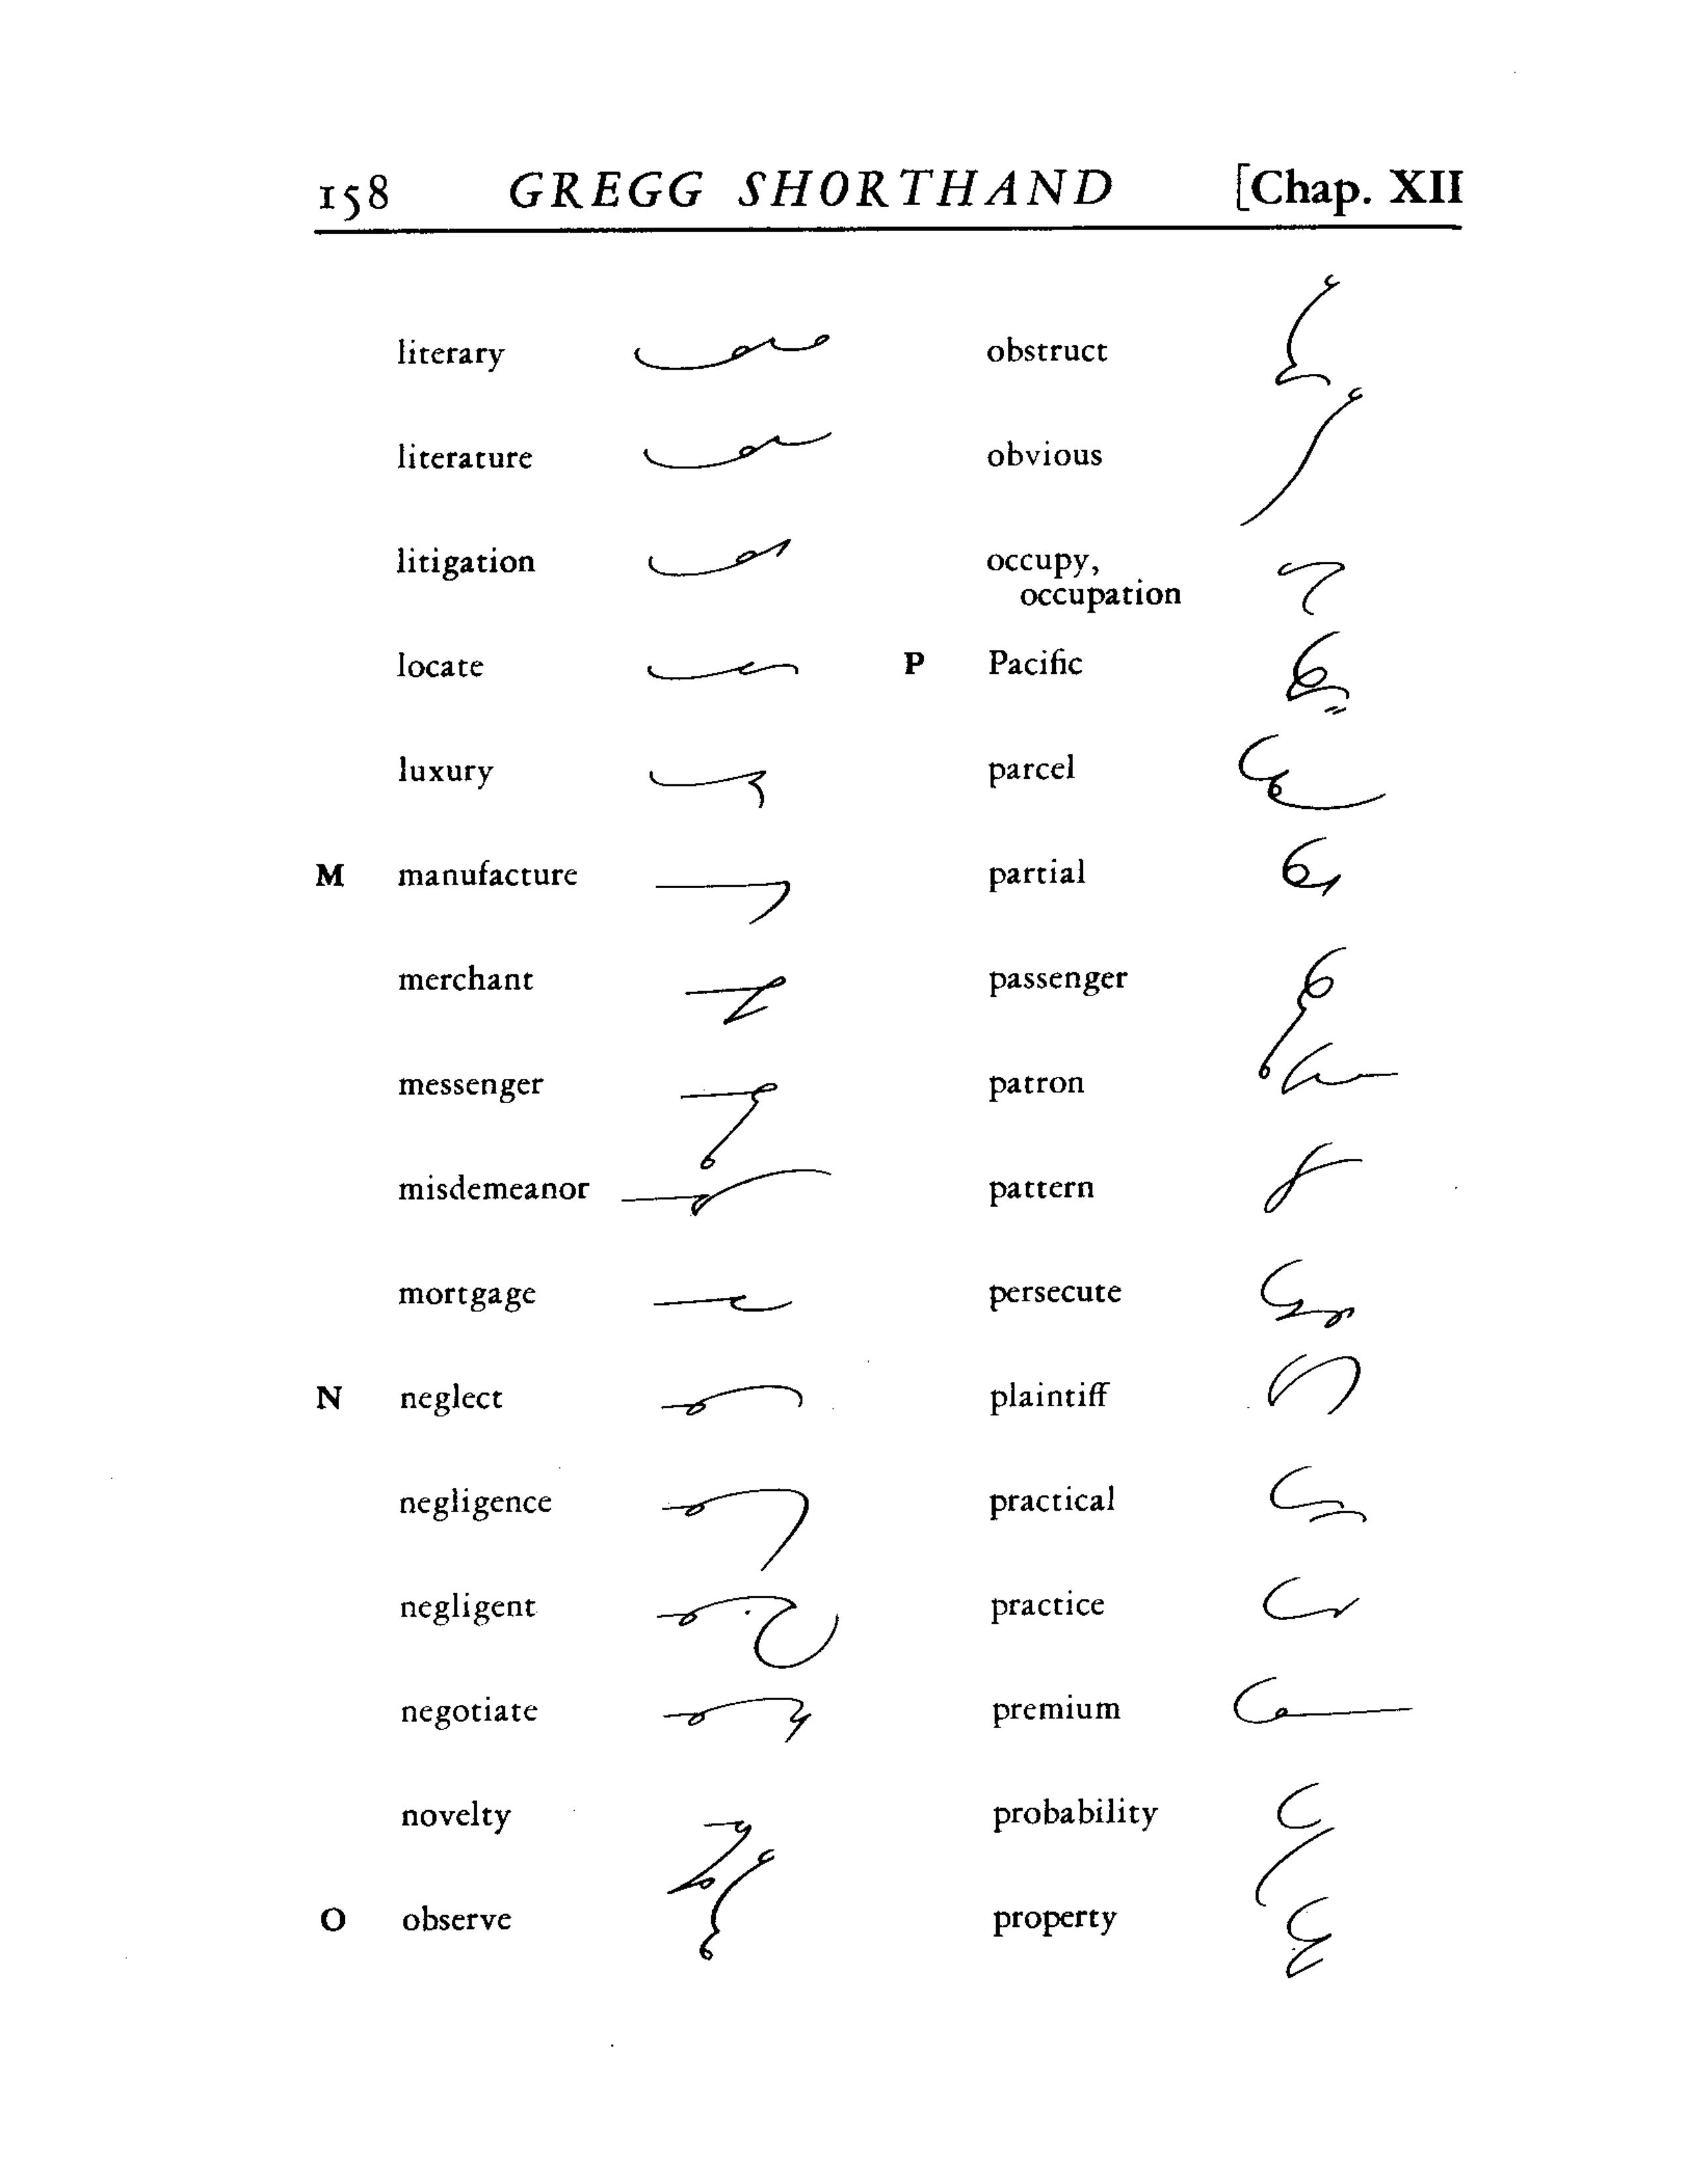 158 GREGG SHORTHAND [Chap. XII
literary
literature
litigation
locate
luxury
M manufacture
merchant
messenger
misdemeanor
mortgage
N neglect
negligence
negligent
negotiate
novelty
O observe
obstruct
obvious
occupy,
occupation
P Pacific
parcel
partial
passenger
patron
pattern
persecute
plaintiff
practical
practice
premium
probability
property